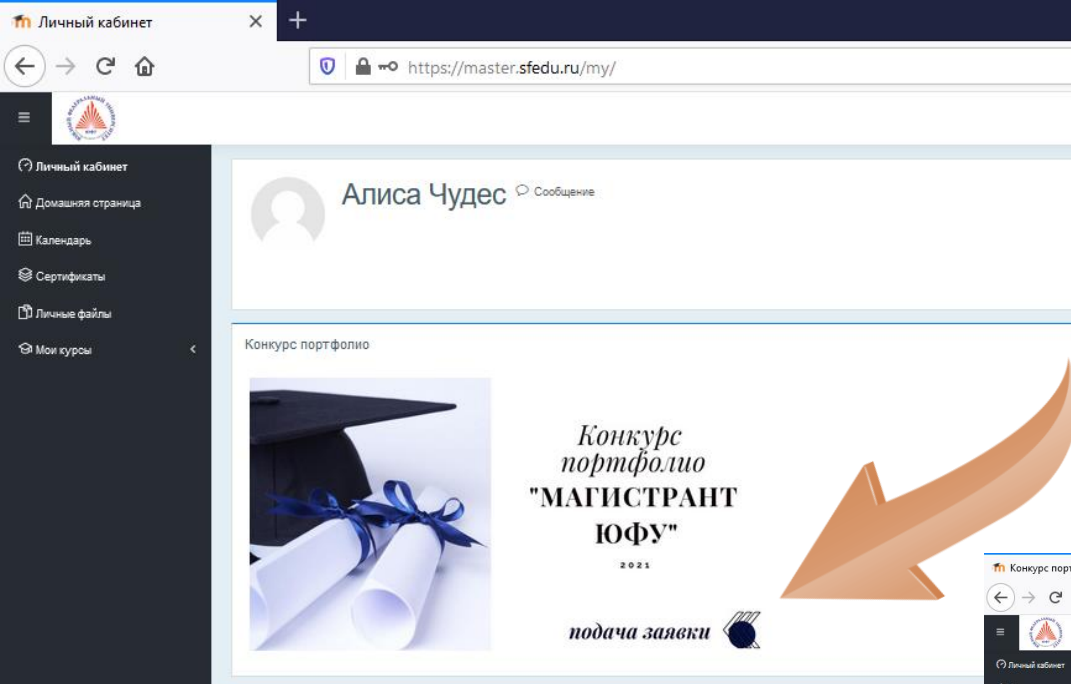 Личный кабинет
https://master.sfedu.ru/my/
Личный кабинет
Домашняя страница
Календарь
Сертификаты
Личные файлы
Мои курсы
Алиса Чудес Сообщение
Конкурс портфолио
Конкурс
портфолио
"МАГИСТРАНТ
ЮФУ"
2021
подача заявки
Конкурс пор
Личный кабинет